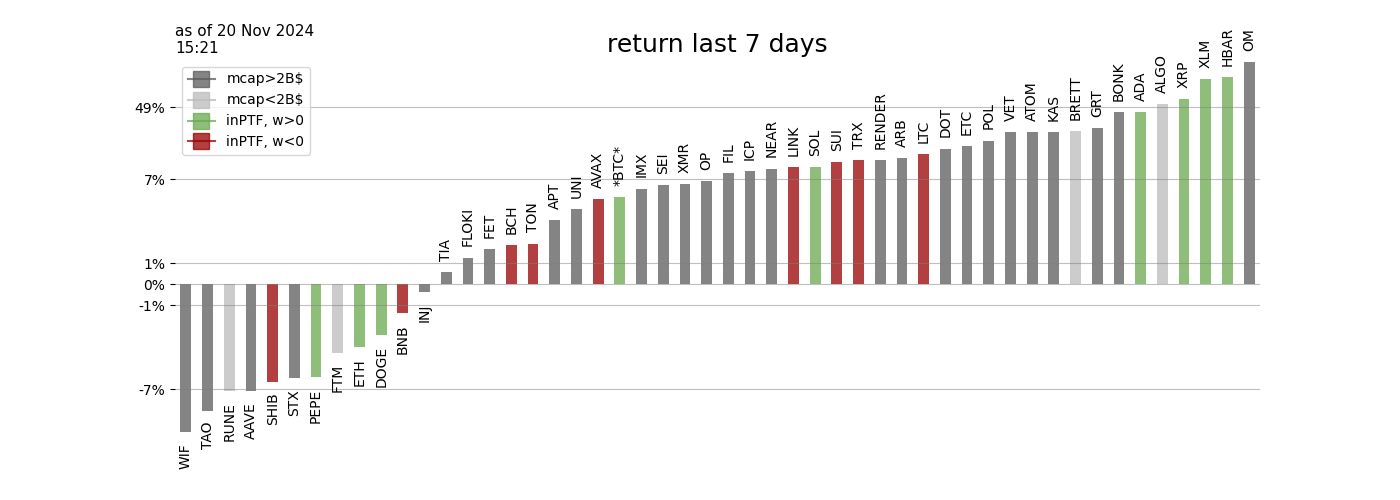 as of 20 Nov 2024
15:21
return last 7 days
mcap>2B$
mcap<2B$
inPTF, w>0
inPTF, w<0
49%
7%
1%
0%
-1%
-7%
WIF
TAO
RUNE
AAVE
SHIB
STX
PEPE
FTM
ETH
DOGE
BNB
INJ
TIA
FLOKI
FET
BCH
TON
APT
UNI
AVAX
*BTC*
IMX
SEI
XMR
OP
FIL
ICP
NEAR
LINK
SOL
SUI
TRX
RENDER
ARB
LTC
DOT
ETC
POL
VET
ATOM
KAS
BRETT
GRT
BONK
ADA
ALGO
XRP
XLM
HBAR
OM